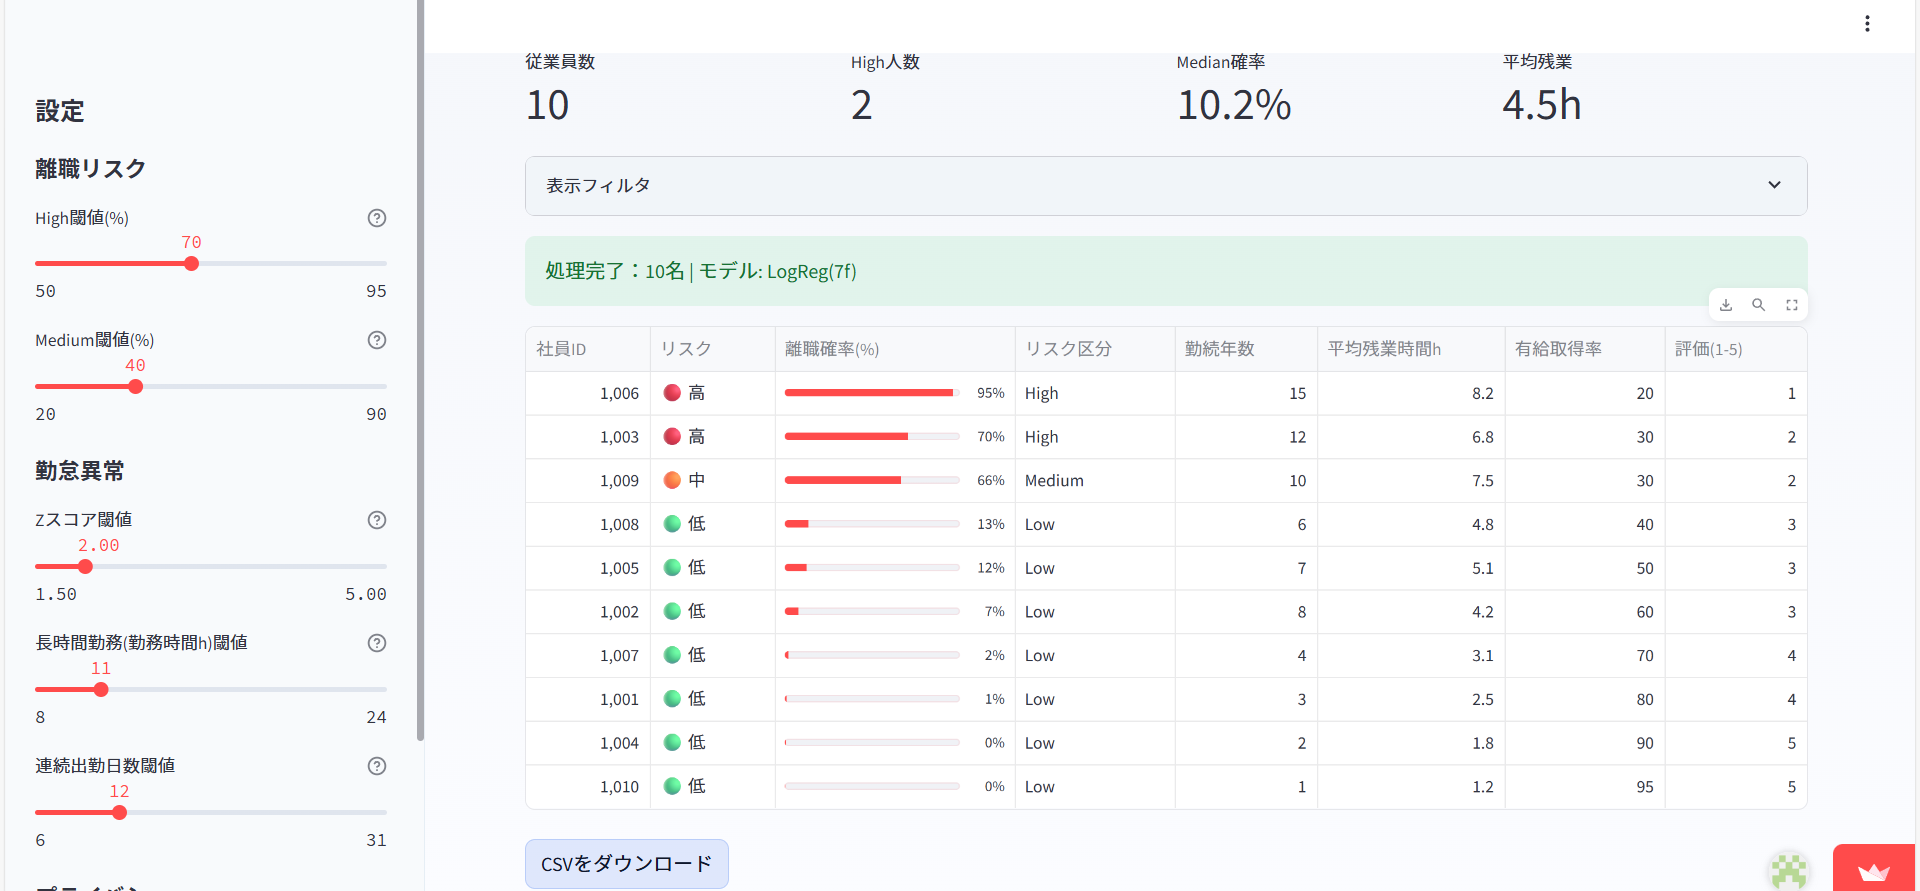 設定
離職リスク
High閾値(%)
70
50 95
Medium閾値(%)
40
20 90
勤怠異常
Zスコア閾値
2.00
1.50 5.00
長時間勤務(勤務時間h)閾値
11
8 24
連続出勤日数閾値
12
6 31
従業員数 High人数 Median確率 平均残業
10 2 10.2% 4.5h
表示フィルタ
処理完了：10名 | モデル: LogReg(7f)
社員ID リスク 離職確率(%) リスク区分 勤続年数 平均残業時間h 有給取得率 評価(1-5)
1,006 高 95% High 15 8.2 20 1
1,003 高 70% High 12 6.8 30 2
1,009 中 66% Medium 10 7.5 30 2
1,008 低 13% Low 6 4.8 40 3
1,005 低 12% Low 7 5.1 50 3
1,002 低 7% Low 8 4.2 60 3
1,007 低 2% Low 4 3.1 70 4
1,001 低 1% Low 3 2.5 80 4
1,004 低 0% Low 2 1.8 90 5
1,010 低 0% Low 1 1.2 95 5
CSVをダウンロード